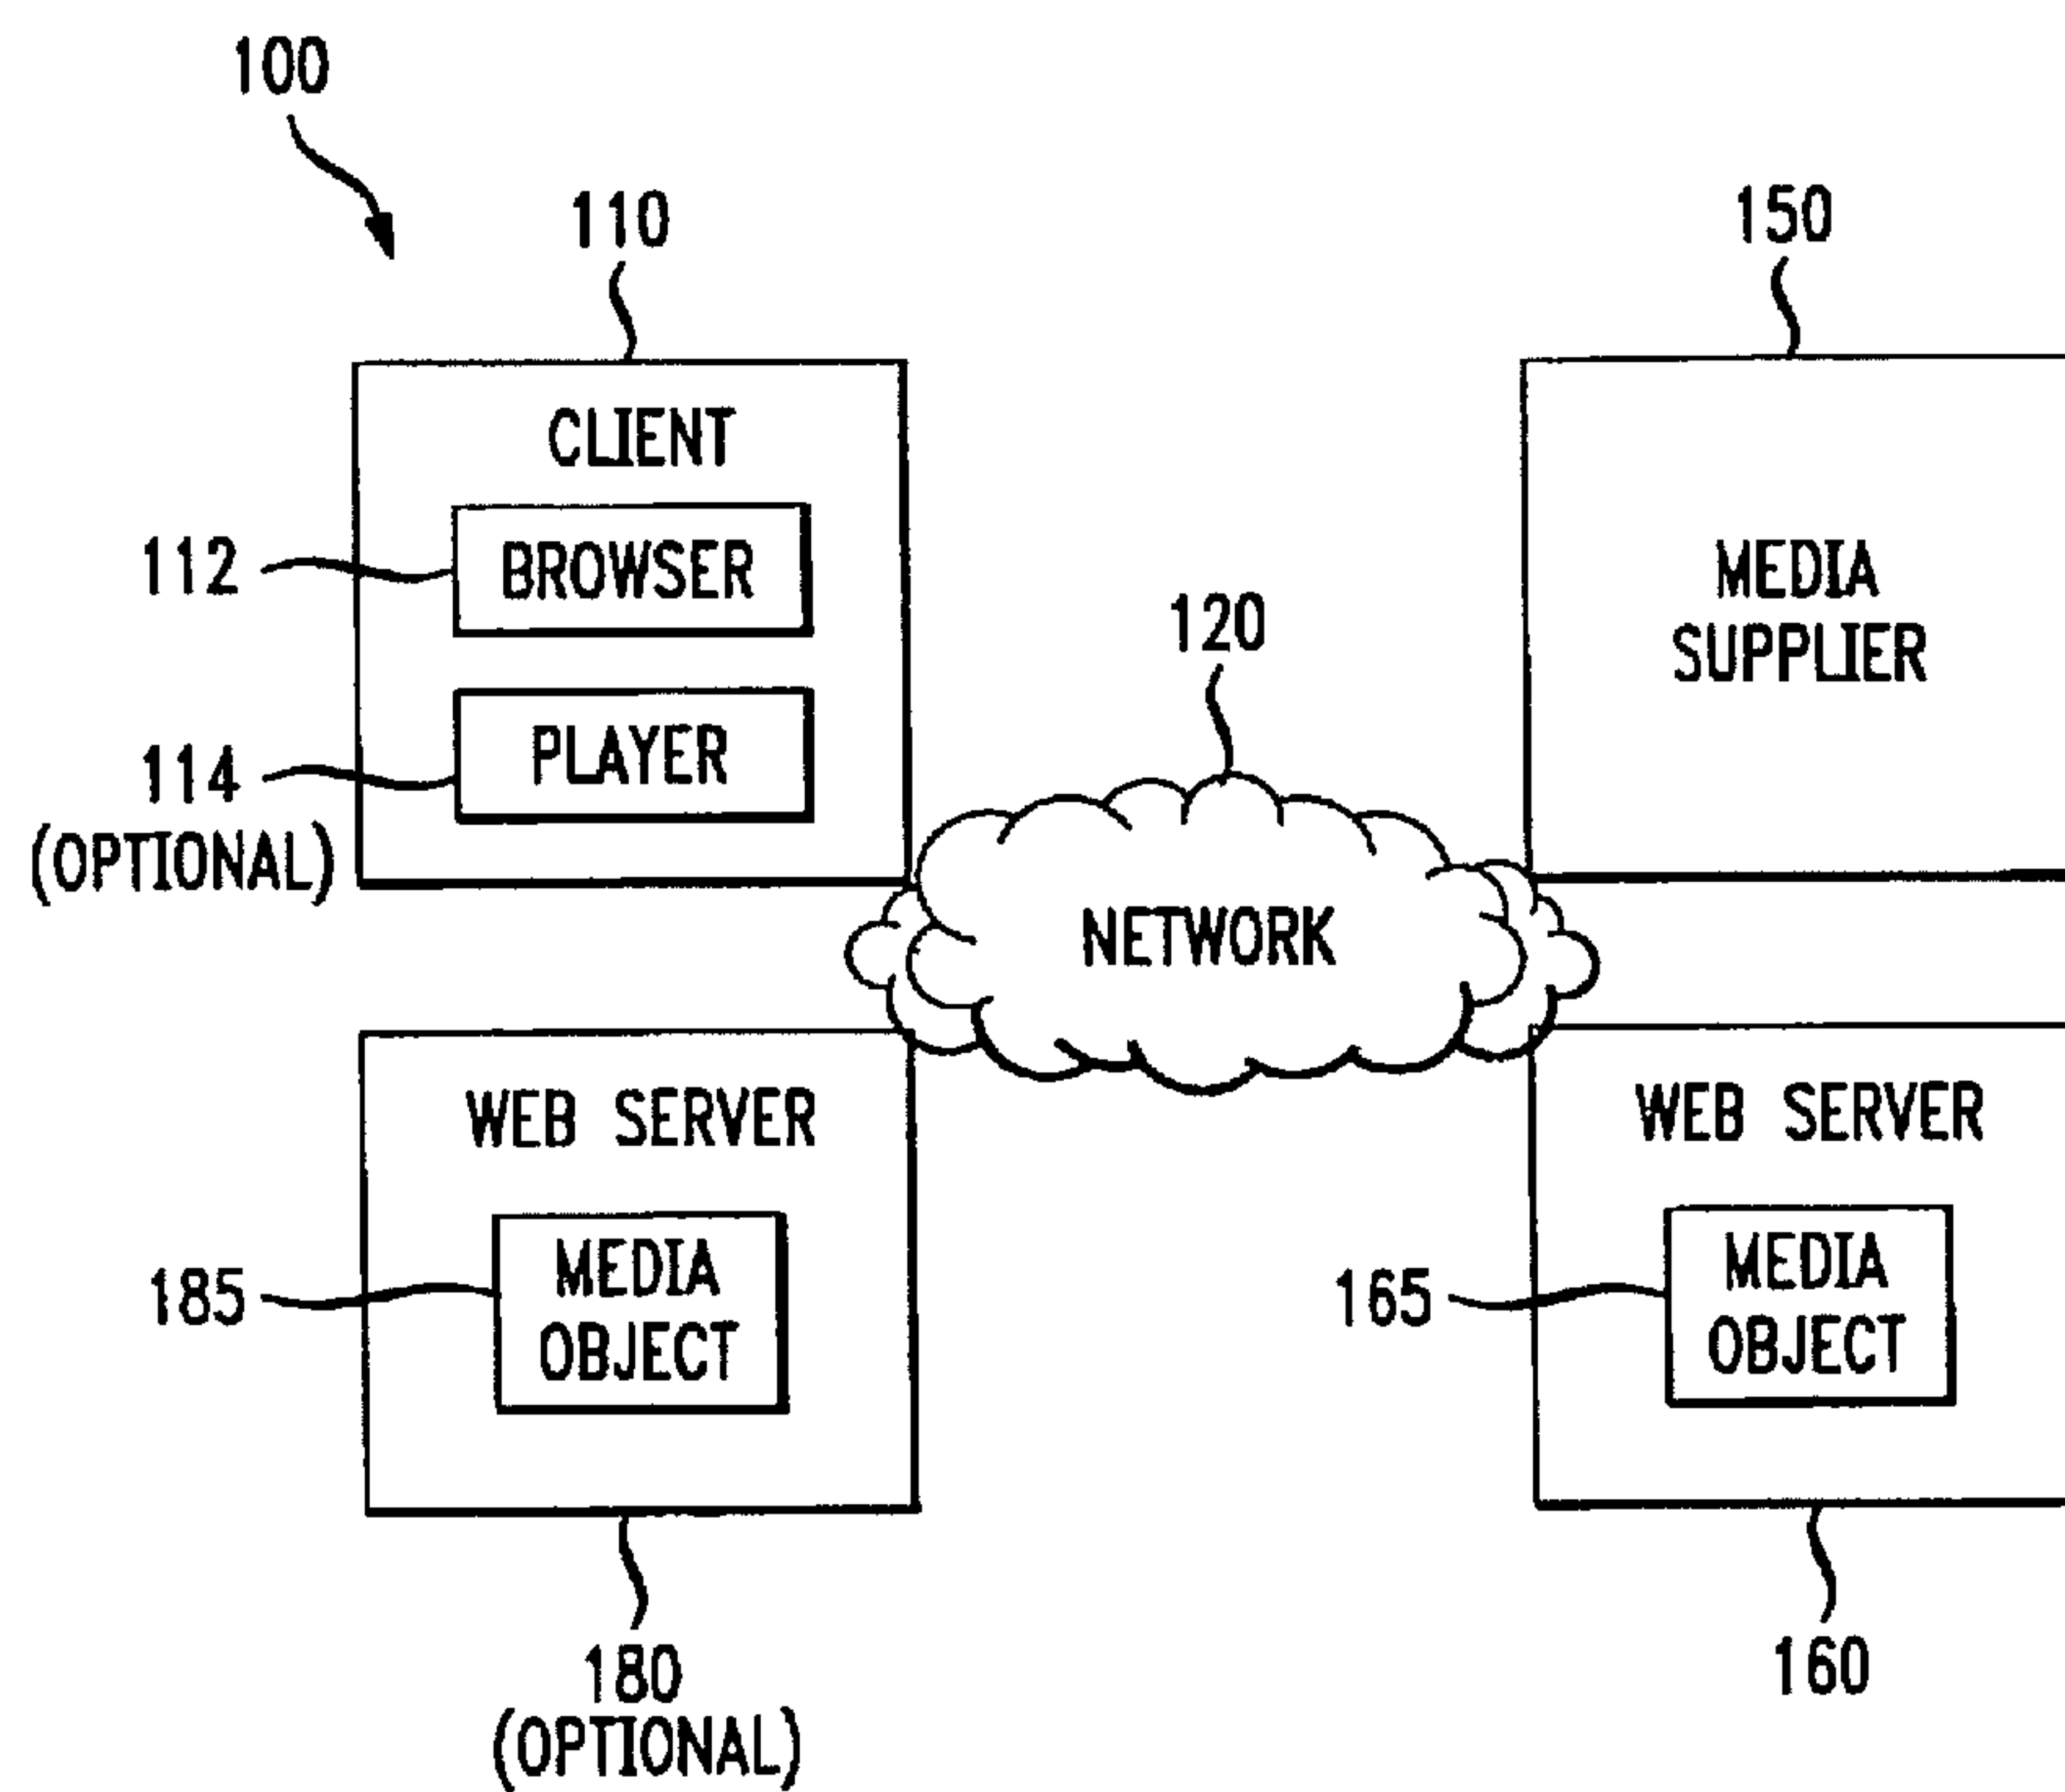 100
110
150
CLIENT
112
BROWSER
MEDIA
SUPPLIER
120
114
(OPTIONAL)
PLAYER
NETWORK
WEB SERVER
WEB SERVER
185
MEDIA
OBJECT
165
MEDIA
OBJECT
180
(OPTIONAL)
160